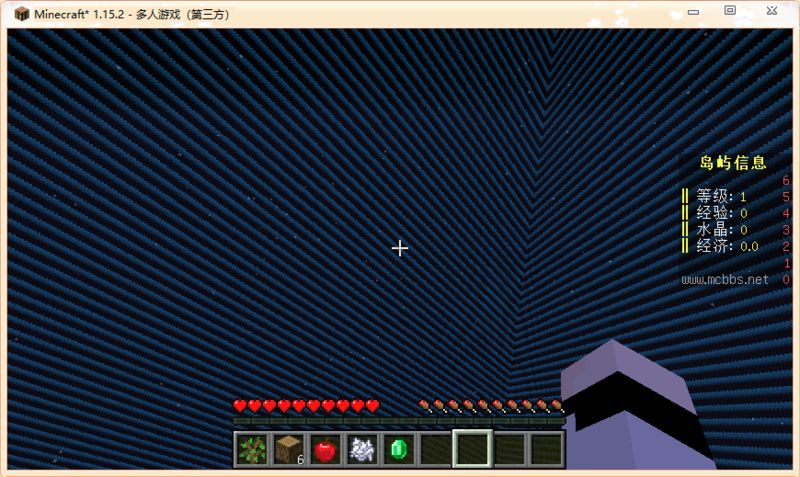 Minecraft* 1.15.2 - 多人游戏（第三方）
岛屿信息
6
等级: 1 5
经验: 0 4
水晶: 0 3
经济: 0.0 2
1
www.mcbbs.net 0
6